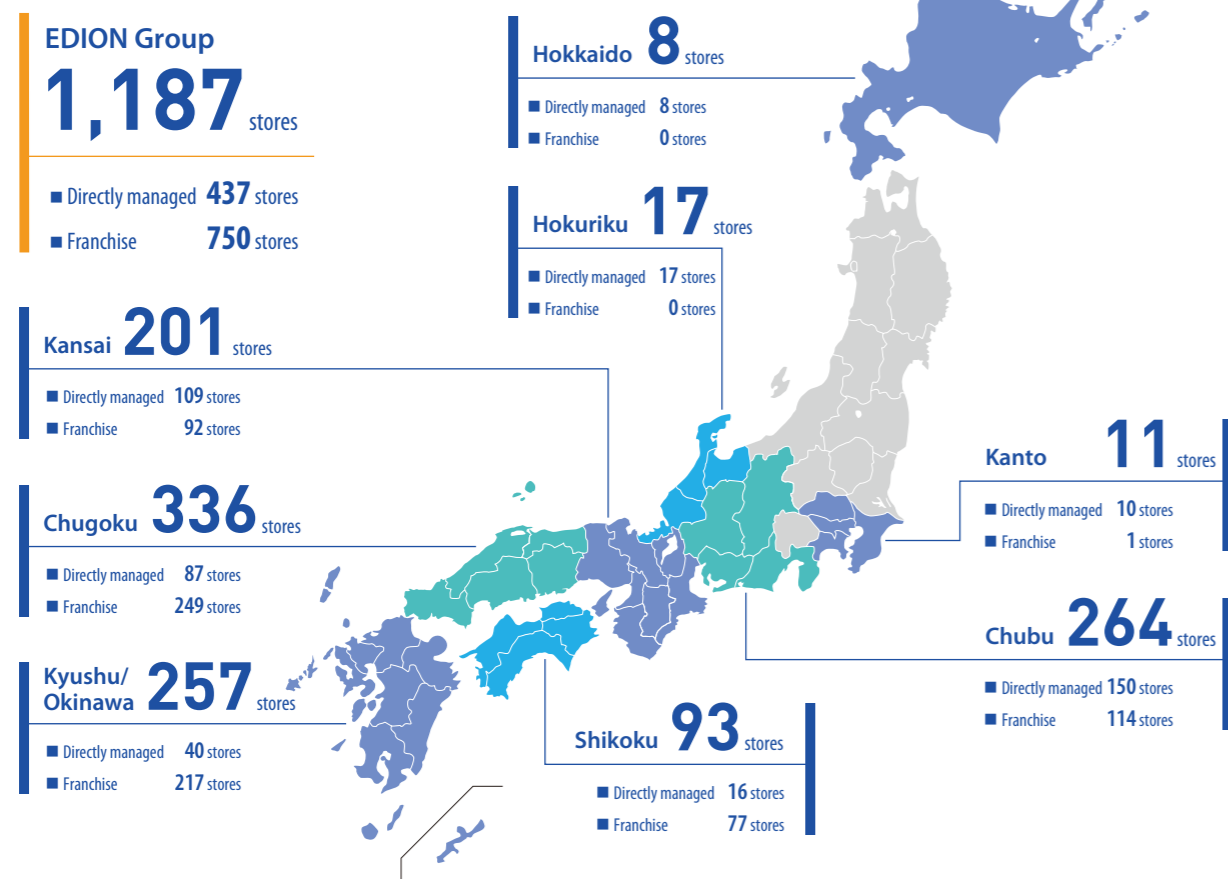 EDION Group
1,187 stores
■ Directly managed 437 stores
■ Franchise 750 stores
Hokkaido 8 stores
■ Directly managed 8 stores
■ Franchise 0 stores
Hokuriku 17 stores
■ Directly managed 17 stores
■ Franchise 0 stores
Kansai 201 stores
■ Directly managed 109 stores
■ Franchise 92 stores
Chugoku 336 stores
■ Directly managed 87 stores
■ Franchise 249 stores
Kyushu/
Okinawa 257 stores
■ Directly managed 40 stores
■ Franchise 217 stores
Kanto 11 stores
■ Directly managed 10 stores
■ Franchise 1 stores
Chubu 264 stores
■ Directly managed 150 stores
■ Franchise 114 stores
Shikoku 93 stores
■ Directly managed 16 stores
■ Franchise 77 stores